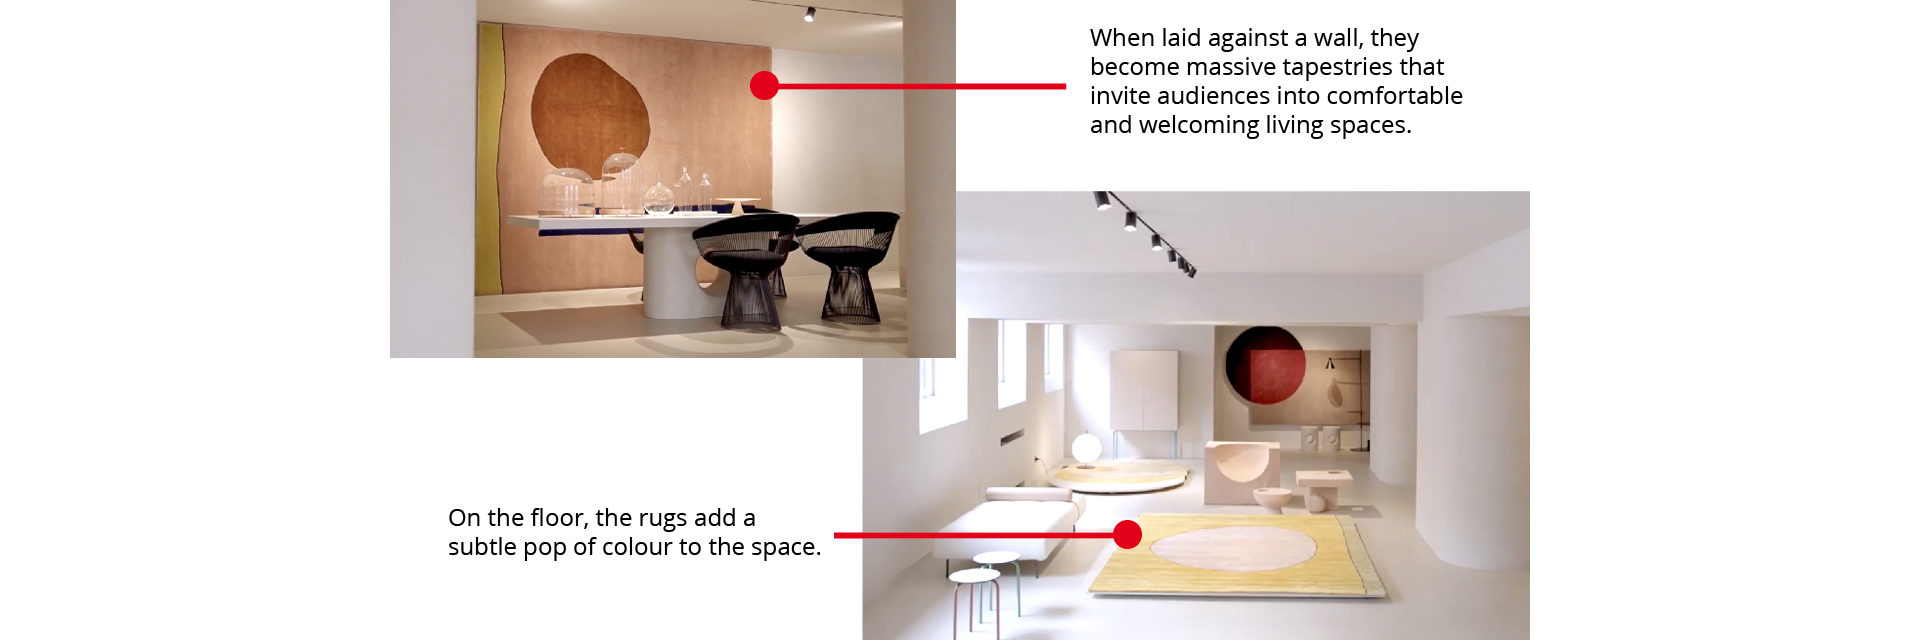 When laid against a wall, they
become massive tapestries that
invite audiences into comfortable
and welcoming living spaces.
On the floor, the rugs add a
subtle pop of colour to the space.